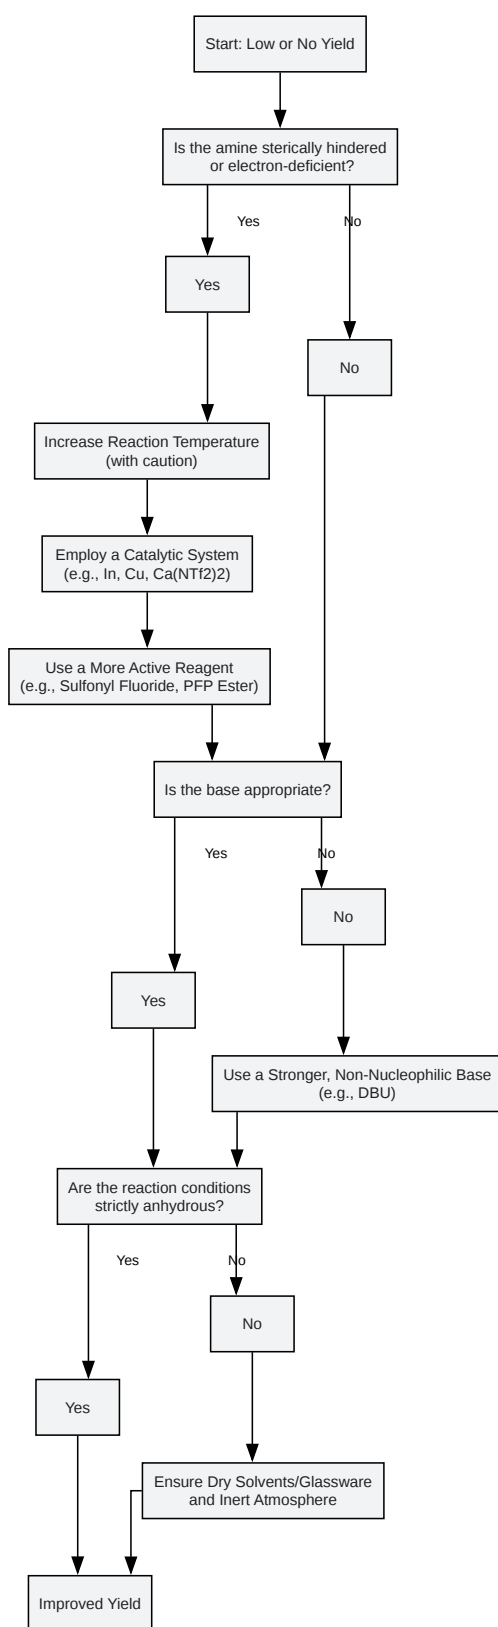 Start: Low or No Yield
Is the amine sterically hindered
or electron-deficient?
Yes
No
Yes
No
Increase Reaction Temperature
(with caution)
Employ a Catalytic System
(e.g., In, Cu, Ca(NTf2)2)
Use a More Active Reagent
(e.g., Sulfonyl Fluoride, PFP Ester)
Is the base appropriate?
Yes
No
No
Yes
Use a Stronger, Non-Nucleophilic Base
(e.g., DBU)
Are the reaction conditions
strictly anhydrous?
Yes
No
No
Yes
Ensure Dry Solvents/Glassware
and Inert Atmosphere
Improved Yield